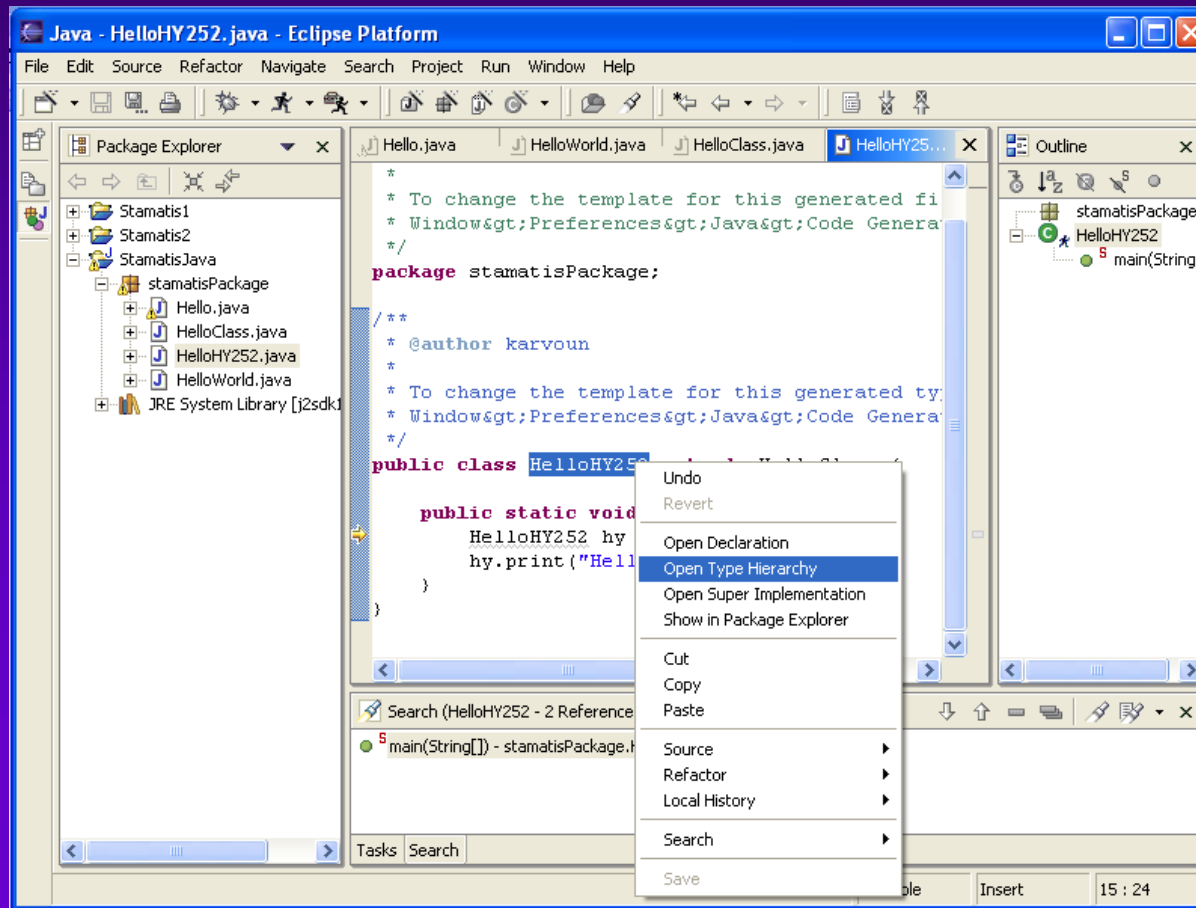 Java - HelloHY252.java - Eclipse Platform
File Edit Source Refactor Navigate Search Project Run Window Help
Package Explorer
Stamatis1
Stamatis2
StamatisJava
stamatisPackage
Hello.java
HelloClass.java
HelloHY252.java
HelloWorld.java
JRE System Library [j2sdk1
Hello.java HelloWorld.java HelloClass.java HelloHY25...
*
* To change the template for this generated fi
* Window&gt;Preferences&gt;Java&gt;Code Genera
*/
package stamatisPackage;
/**
* @author karvoun
*
* To change the template for this generated ty
* Window&gt;Preferences&gt;Java&gt;Code Genera
*/
public class HelloHY252
public static void
HelloHY252 hy
hy.print("Hell
}
}
Undo
Revert
Open Declaration
Open Type Hierarchy
Open Super Implementation
Show in Package Explorer
Cut
Copy
Paste
Source
Refactor
Local History
Search
Save
Outline
stamatisPackage
HelloHY252
main(String
Search (HelloHY252 - 2 Reference
main(String[]) - stamatisPackage.H
Tasks Search
Insert 15 : 24